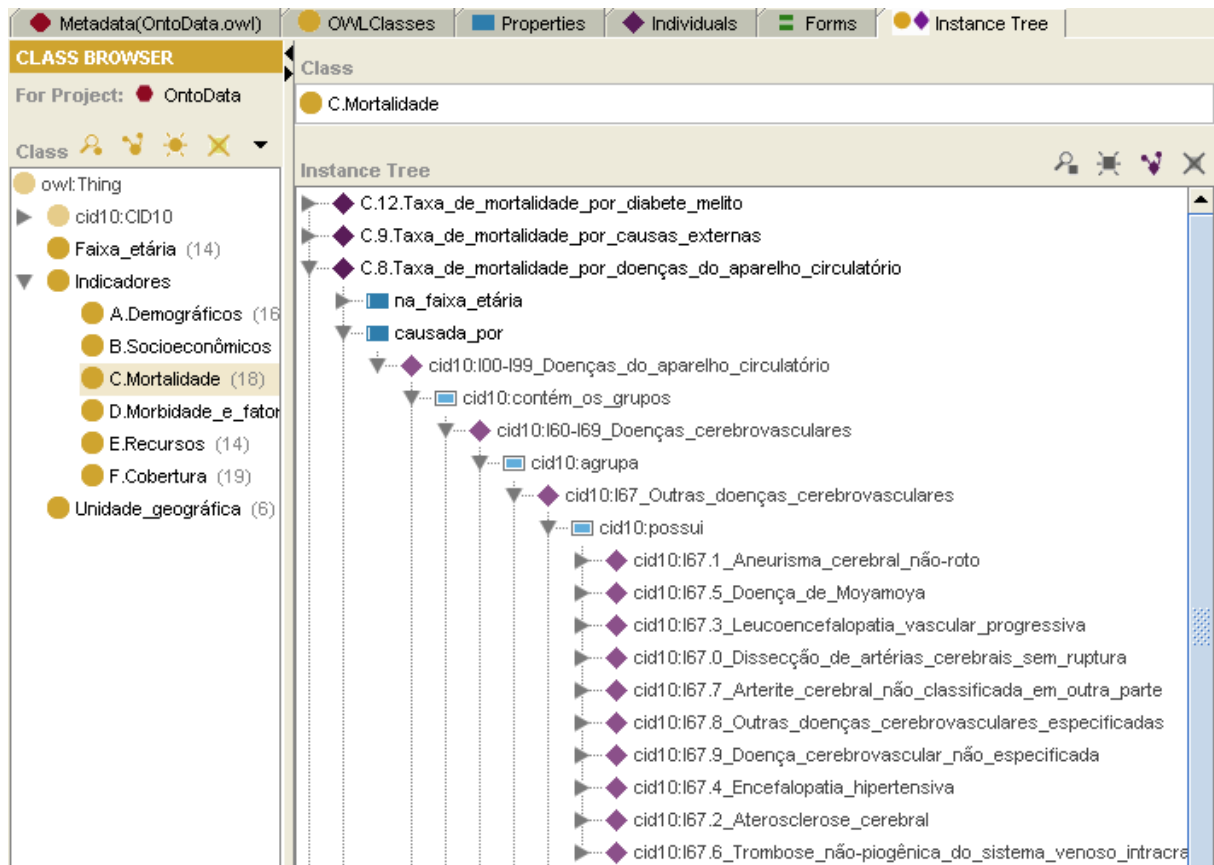 Metadata(OntoData.owl)
OWLClasses
Properties
Individuals
Forms
Instance Tree
CLASS BROWSER
For Project: OntoData
Class
owl:Thing
cid10:CID10
Faixa_etária (14)
Indicadores
A.Demográficos (16
B.Socioeconômicos
C.Mortalidade (18)
D.Morbidade_e_fator
E.Recursos (14)
F.Cobertura (19)
Unidade_geográfica (6)
Class
C.Mortalidade
Instance Tree
C.12.Taxa_de_mortalidade_por_diabete_melito
C.9.Taxa_de_mortalidade_por_causas_externas
C.8.Taxa_de_mortalidade_por_doenças_do_aparelho_circulatório
na_faixa_etária
causada_por
cid10:I00-I99_Doenças_do_aparelho_circulatório
cid10:contém_os_grupos
cid10:I60-I69_Doenças_cerebrovasculares
cid10:agrupa
cid10:I67_Outras_doenças_cerebrovasculares
cid10:possui
cid10:I67.1_Aneurisma_cerebral_não-roto
cid10:I67.5_Doença_de_Moyamoya
cid10:I67.3_Leucoencefalopatia_vascular_progressiva
cid10:I67.0_Dissecção_de_artérias_cerebrais_sem_ruptura
cid10:I67.7_Arterite_cerebral_não_classificada_em_outra_parte
cid10:I67.8_Outras_doenças_cerebrovasculares_especificadas
cid10:I67.9_Doença_cerebrovascular_não_especificada
cid10:I67.4_Encefalopatia_hipertensiva
cid10:I67.2_Aterosclerose_cerebral
cid10:I67.6_Trombose_não-piogênica_do_sistema_venoso_intracra